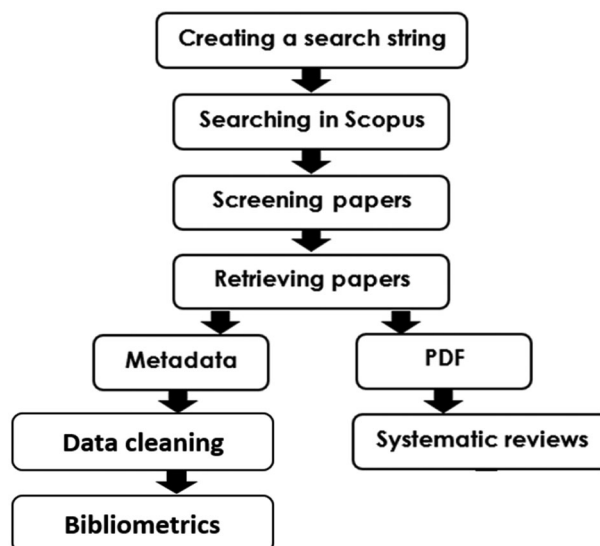 Creating a search string
Searching in Scopus
Screening papers
Retrieving papers
Metadata
PDF
Data cleaning
Systematic reviews
Bibliometrics